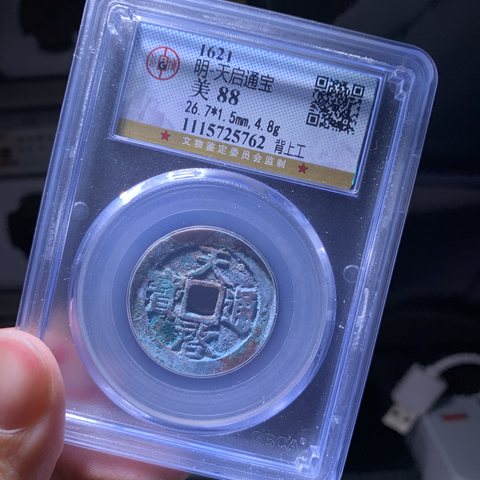 1621
明·天启通宝
美 88
26.7*1.5mm, 4.8g
1115725762 背上工
文物鉴定委员会监制
天啟通寶
GBCA